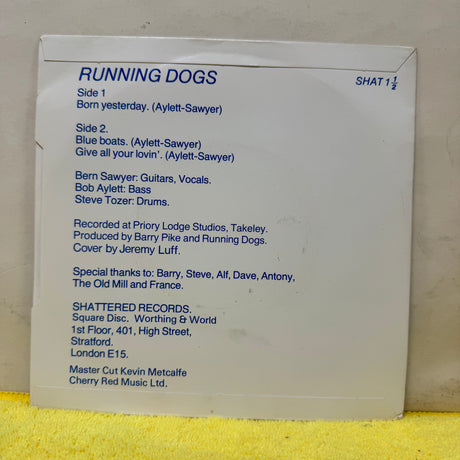 RUNNING DOGS
SHAT 1½
Side 1
Born yesterday. (Aylett-Sawyer)
Side 2.
Blue boats. (Aylett-Sawyer)
Give all your lovin'. (Aylett-Sawyer)
Bern Sawyer: Guitars, Vocals.
Bob Aylett: Bass
Steve Tozer: Drums.
Recorded at Priory Lodge Studios, Takeley.
Produced by Barry Pike and Running Dogs.
Cover by Jeremy Luff.
Special thanks to: Barry, Steve, Alf, Dave, Antony,
The Old Mill and France.
SHATTERED RECORDS.
Square Disc. Worthing & World
1st Floor, 401, High Street,
Stratford.
London E15.
Master Cut Kevin Metcalfe
Cherry Red Music Ltd.